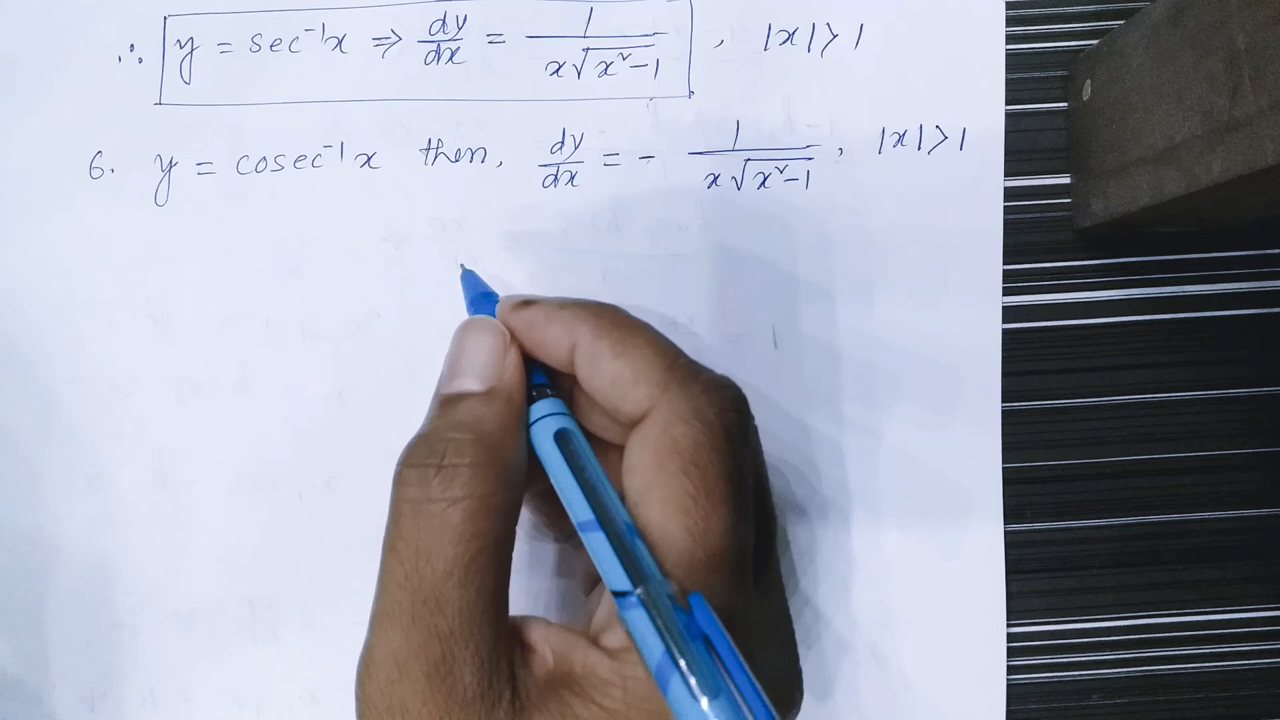 ∴ y = sec⁻¹x ⇒ dy/dx = 1/(x√(x²-1)) , |x|>1
6. y = cosec⁻¹x then, dy/dx = - 1/(x√(x²-1)) , |x|>1